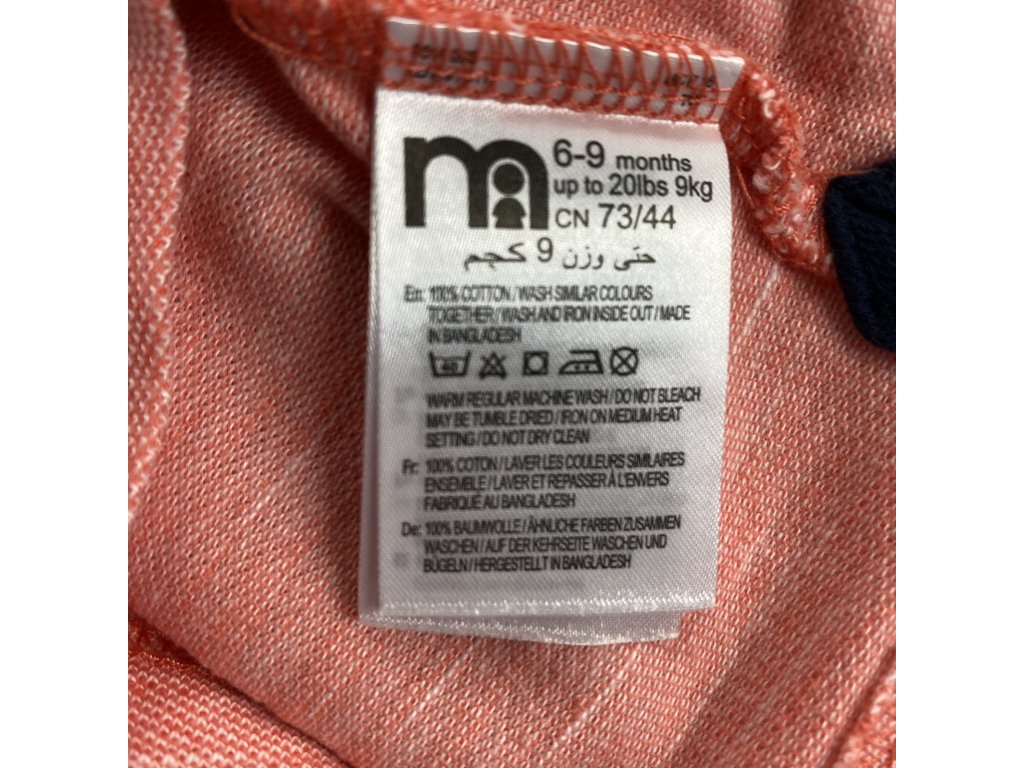 6-9 months
up to 20lbs 9kg
CN 73/44
حتى وزن 9 كجم
En: 100% COTTON / WASH SIMILAR COLOURS
TOGETHER / WASH AND IRON INSIDE OUT / MADE
IN BANGLADESH
40
WARM REGULAR MACHINE WASH / DO NOT BLEACH
MAY BE TUMBLE DRIED / IRON ON MEDIUM HEAT
SETTING / DO NOT DRY CLEAN
Fr: 100% COTON / LAVER LES COULEURS SIMILAIRES
ENSEMBLE / LAVER ET REPASSER À L'ENVERS
FABRIQUÉ AU BANGLADESH
De: 100% BAUMWOLLE / ÄHNLICHE FARBEN ZUSAMMEN
WASCHEN / AUF DER KEHRSEITE WASCHEN UND
BÜGELN / HERGESTELLT IN BANGLADESH